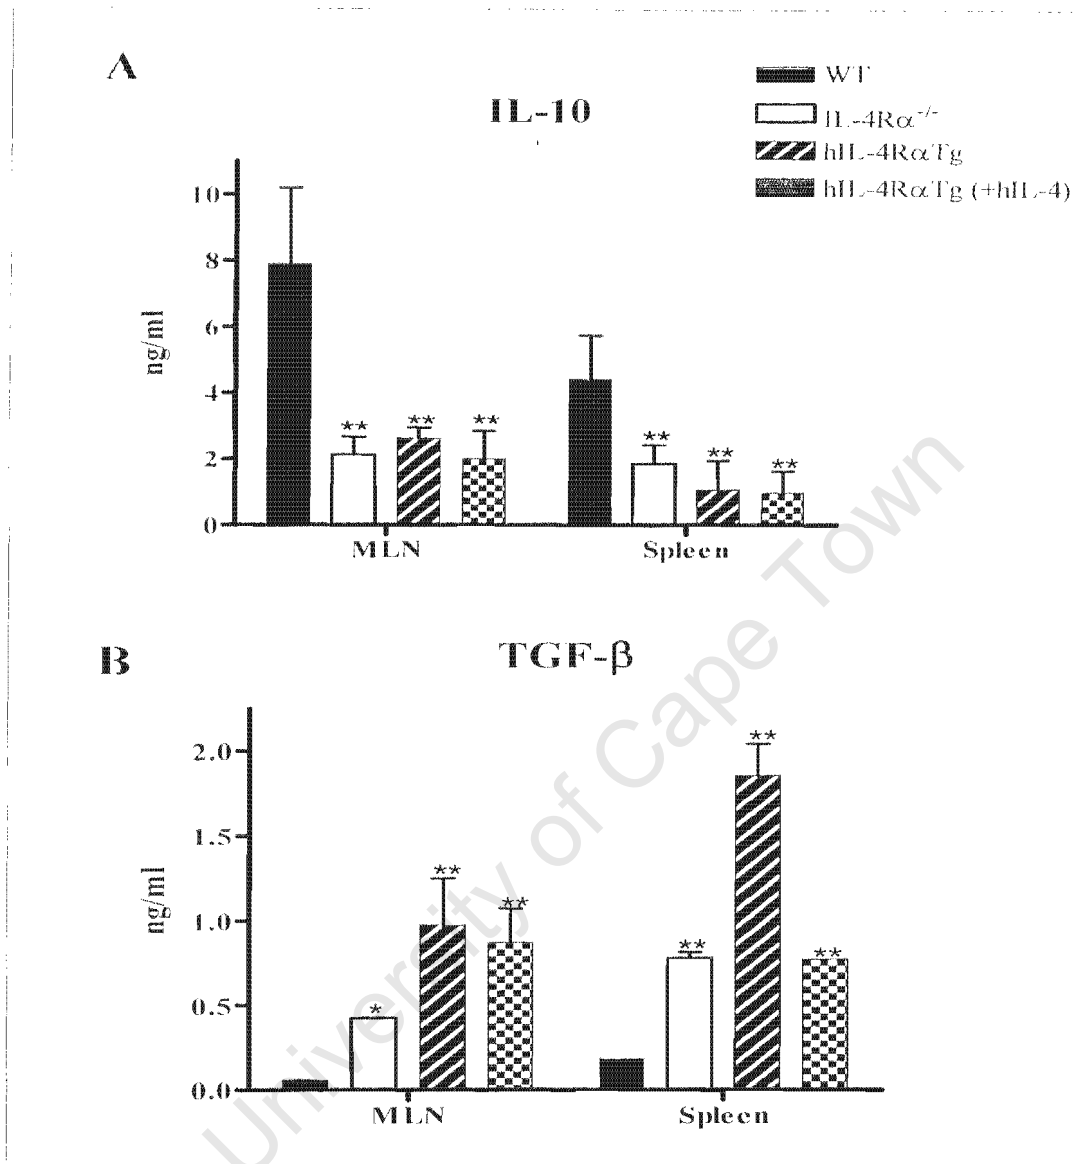 A
IL-10
WT
IL-4Rα-/-
hIL-4RαTg
hIL-4RαTg (+hIL-4)
10
8
6
4
2
0
ng/ml
** ** **
** ** **
MLN Spleen
B
TGF-β
2.0
1.5
1.0
0.5
0.0
ng/ml
* ** **
** ** **
MLN Spleen
University of Cape Town